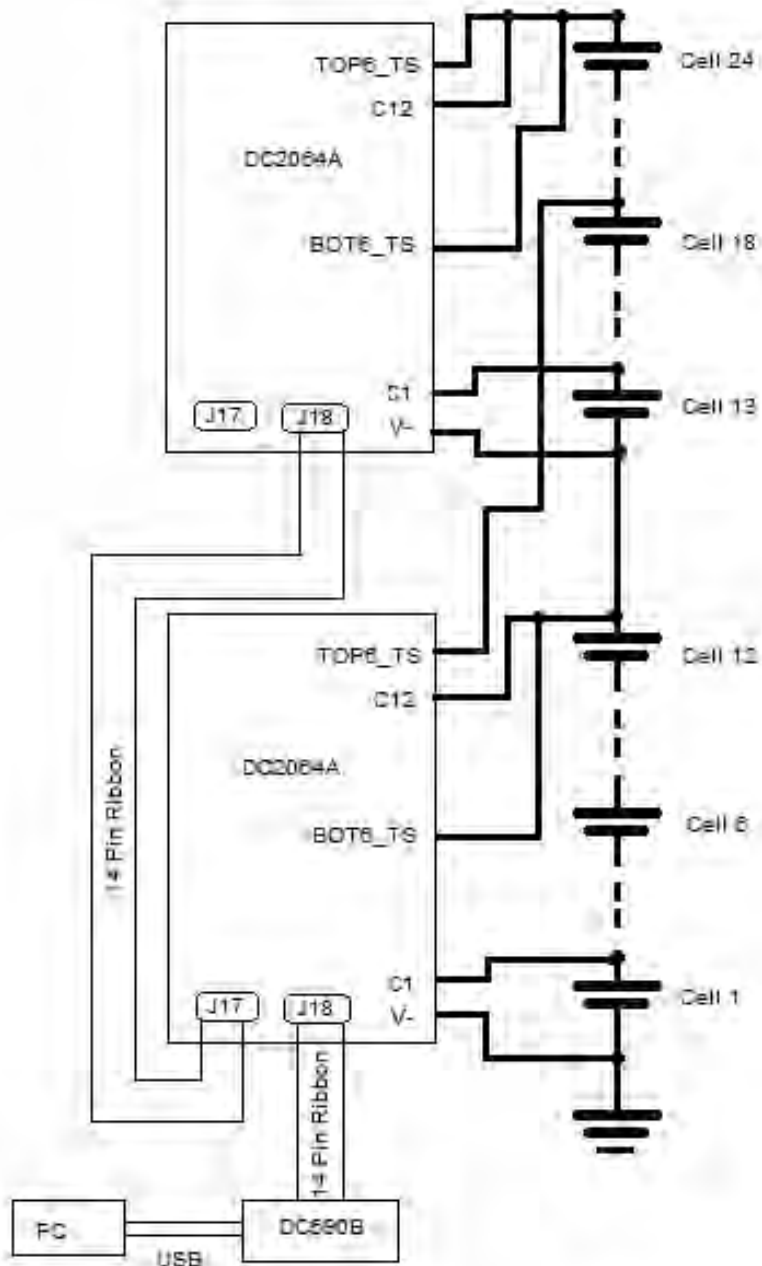 TOP6_TS
Cell 24
C12
DC2064A
BOT6_TS
Cell 18
C1
Cell 13
J17
J18
V-
TOP6_TS
Cell 12
C12
DC2064A
14 Pin Ribbon
BOT6_TS
Cell 6
C1
Cell 1
J17
J18
V-
14 Pin Ribbon
PC
USB
DC590B